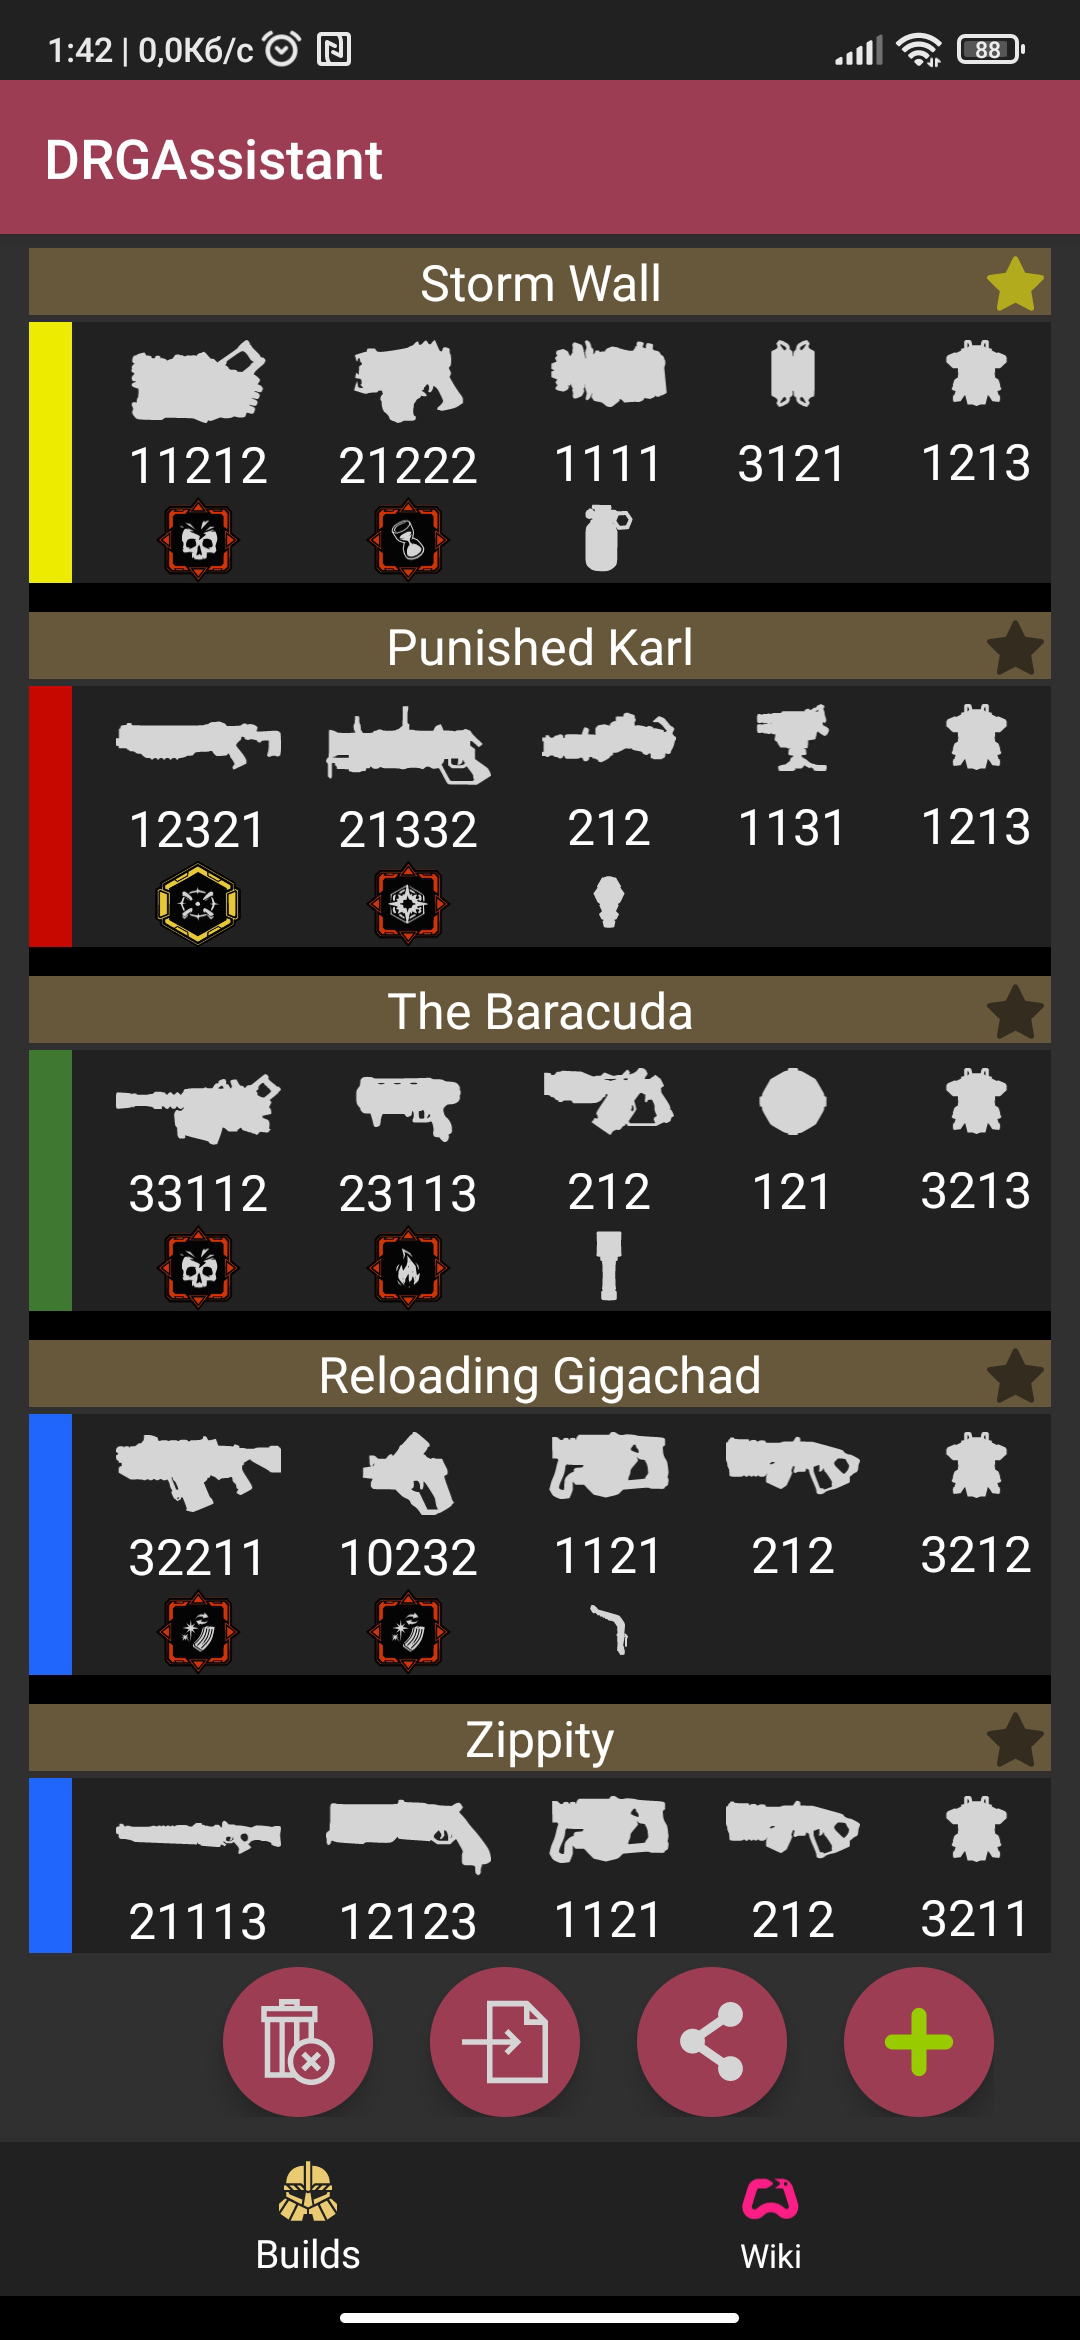 1:42 | 0,0Кб/с
88
DRGAssistant
Storm Wall
11212 21222 1111 3121 1213
Punished Karl
12321 21332 212 1131 1213
The Baracuda
33112 23113 212 121 3213
Reloading Gigachad
32211 10232 1121 212 3212
Zippity
21113 12123 1121 212 3211
Builds
Wiki